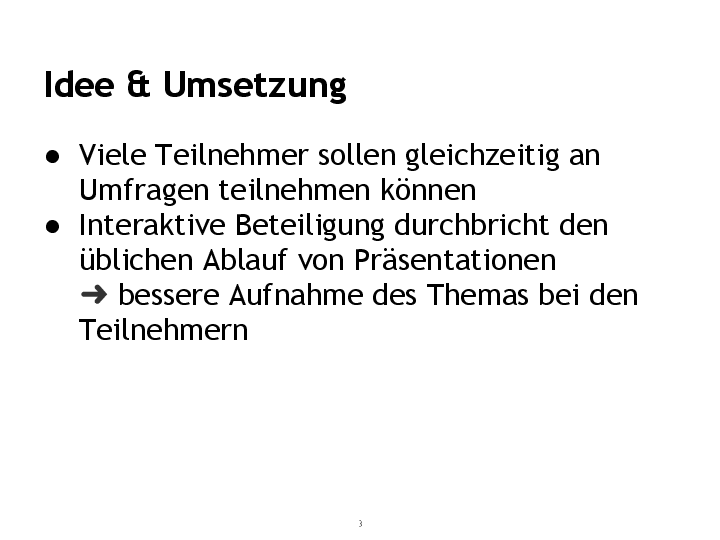 Idee & Umsetzung
● Viele Teilnehmer sollen gleichzeitig an
Umfragen teilnehmen können
● Interaktive Beteiligung durchbricht den
üblichen Ablauf von Präsentationen
➜ bessere Aufnahme des Themas bei den
Teilnehmern
3